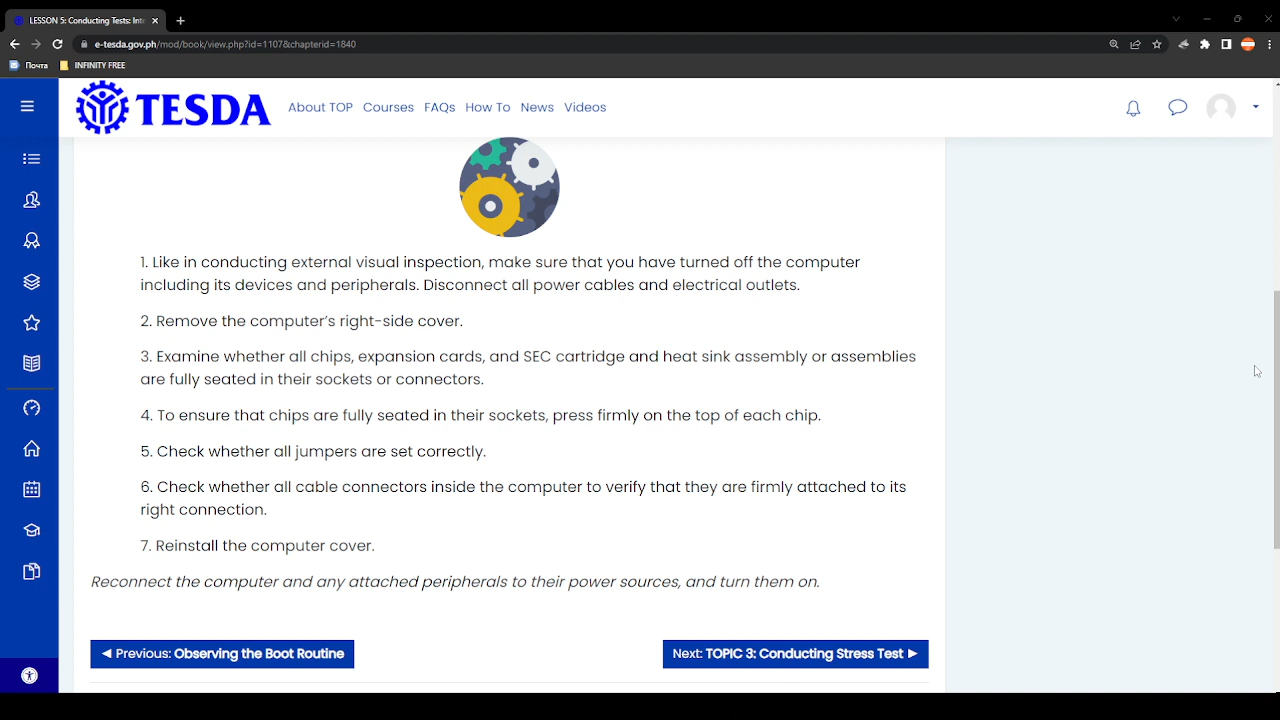 LESSON 5: Conducting Tests: Int
e-tesda.gov.ph/mod/book/view.php?id=1107&chapterid=1840
Почта
INFINITY FREE
TESDA
About TOP Courses FAQs How To News Videos
1. Like in conducting external visual inspection, make sure that you have turned off the computer
including its devices and peripherals. Disconnect all power cables and electrical outlets.
2. Remove the computer's right-side cover.
3. Examine whether all chips, expansion cards, and SEC cartridge and heat sink assembly or assemblies
are fully seated in their sockets or connectors.
4. To ensure that chips are fully seated in their sockets, press firmly on the top of each chip.
5. Check whether all jumpers are set correctly.
6. Check whether all cable connectors inside the computer to verify that they are firmly attached to its
right connection.
7. Reinstall the computer cover.
Reconnect the computer and any attached peripherals to their power sources, and turn them on.
◄ Previous: Observing the Boot Routine
Next: TOPIC 3: Conducting Stress Test ►